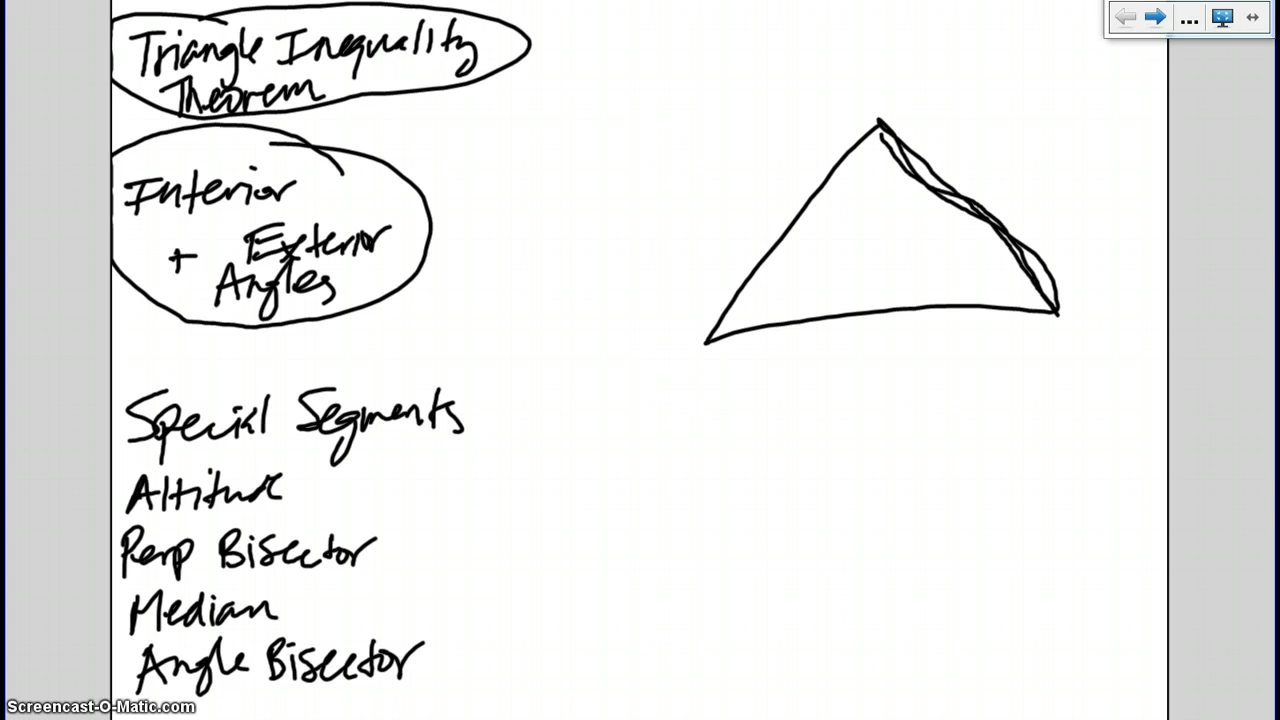 Triangle Inequality
Theorem
Interior
+ Exterior
Angles
Special Segments
Altitude
Perp Bisector
Median
Angle Bisector
Screencast-O-Matic.com